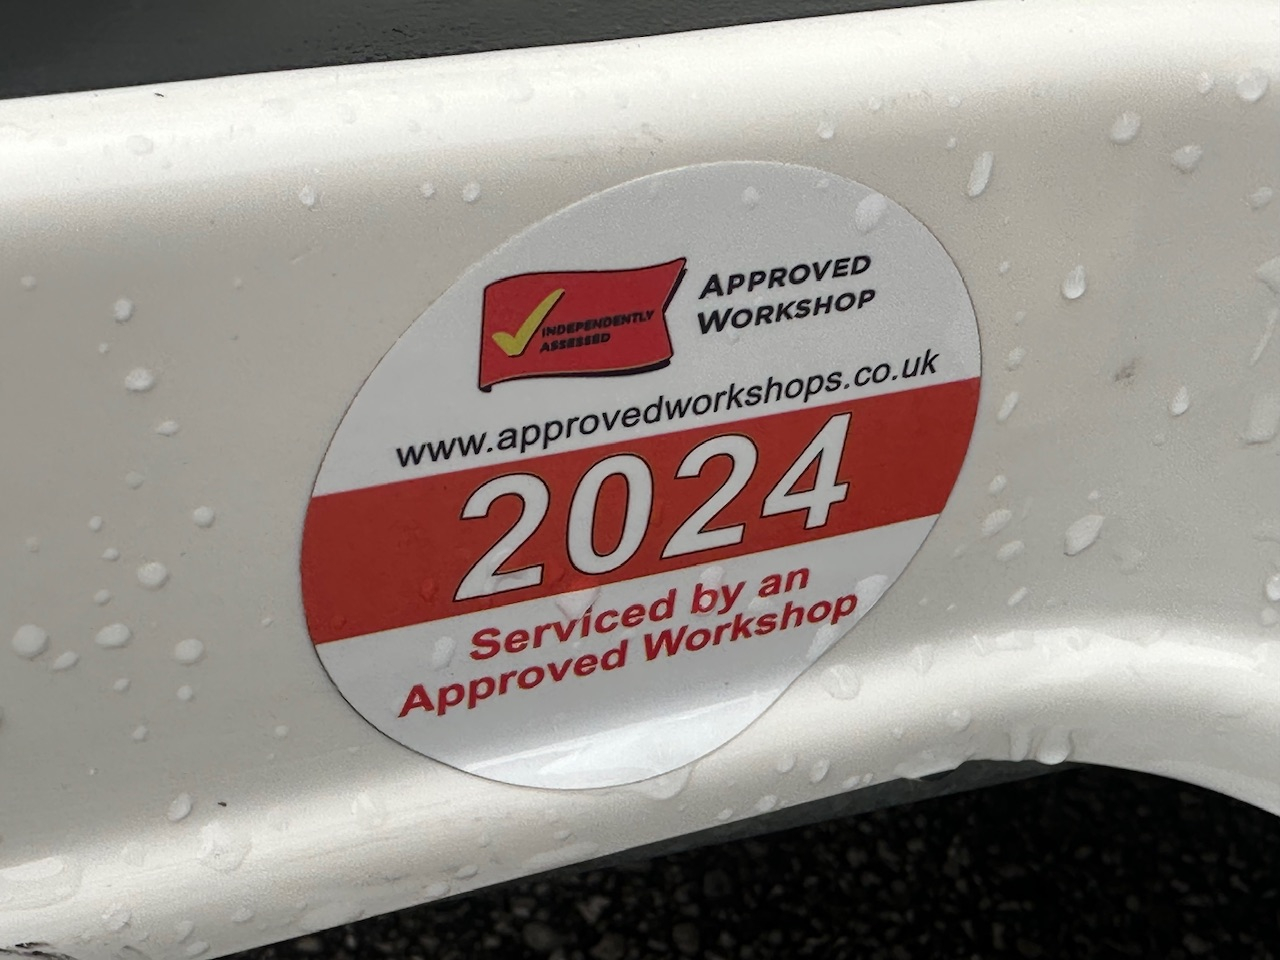 INDEPENDENTLY
ASSESSED
APPROVED
WORKSHOP
www.approvedworkshops.co.uk
2024
Serviced by an
Approved Workshop